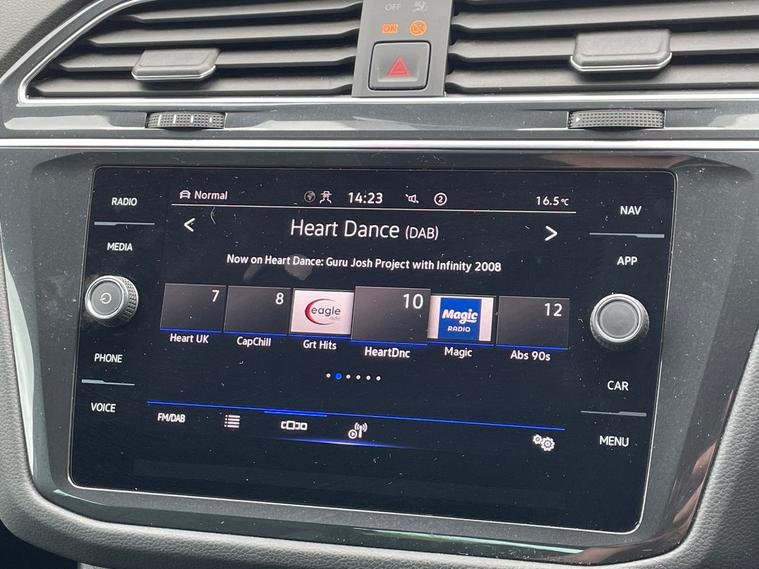 OFF
ON
Normal 14:23 2 16.5°C
RADIO
MEDIA
PHONE
VOICE
Heart Dance (DAB)
Now on Heart Dance: Guru Josh Project with Infinity 2008
7
Heart UK
8
CapChill
eagle
radio
Grt Hits
10
HeartDnc
Magic
RADIO
Magic
12
Abs 90s
FM/DAB
NAV
APP
CAR
MENU